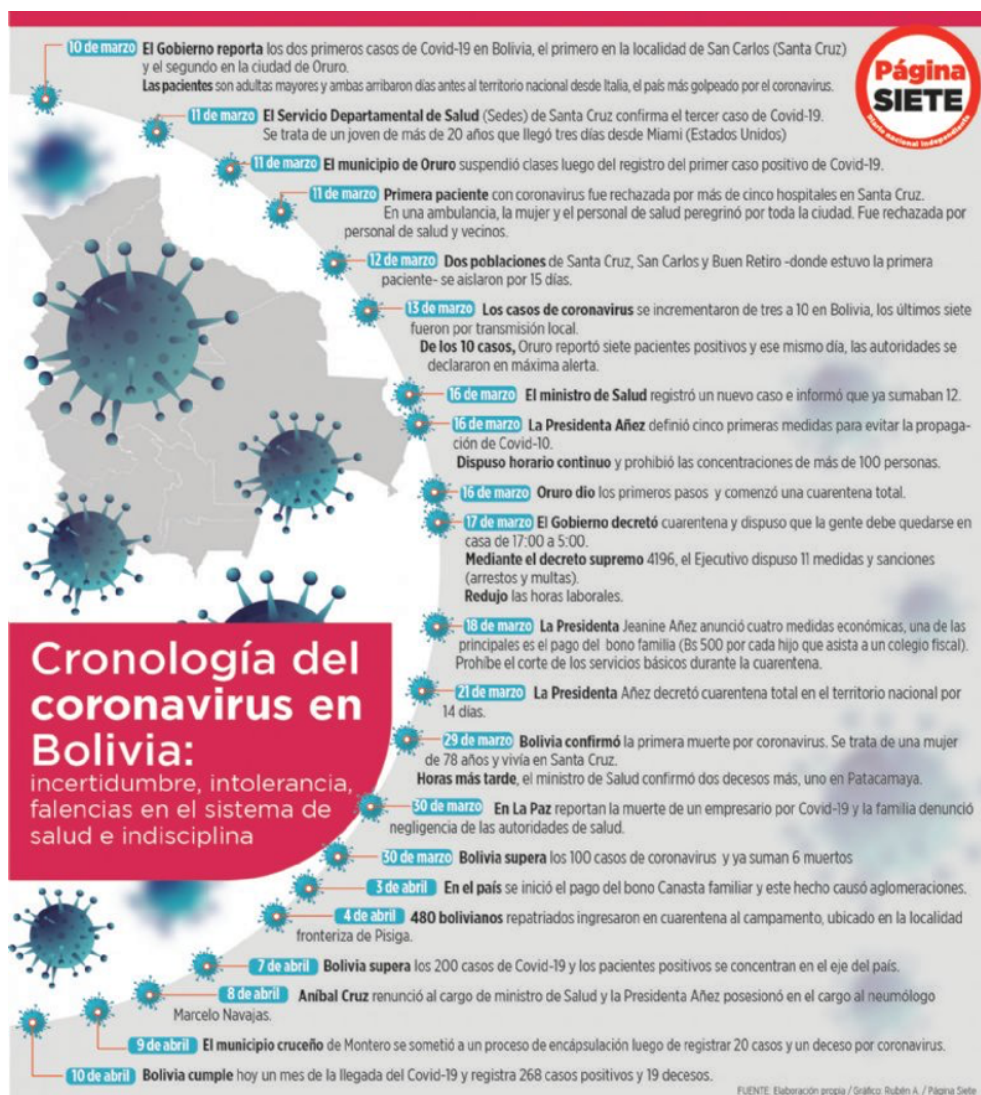 10 de marzo El Gobierno reporta los dos primeros casos de Covid-19 en Bolivia, el primero en la localidad de San Carlos (Santa Cruz)
y el segundo en la ciudad de Oruro.
Las pacientes son adultas mayores y ambas arribaron días antes al territorio nacional desde Italia, el país más golpeado por el coronavirus.
Página
SIETE
Diario nacional independiente
11 de marzo El Servicio Departamental de Salud (Sedes) de Santa Cruz confirma el tercer caso de Covid-19.
Se trata de un joven de más de 20 años que llegó tres días desde Miami (Estados Unidos)
11 de marzo El municipio de Oruro suspendió clases luego del registro del primer caso positivo de Covid-19.
11 de marzo Primera paciente con coronavirus fue rechazada por más de cinco hospitales en Santa Cruz.
En una ambulancia, la mujer y el personal de salud peregrinó por toda la ciudad. Fue rechazada por
personal de salud y vecinos.
12 de marzo Dos poblaciones de Santa Cruz, San Carlos y Buen Retiro -donde estuvo la primera
paciente- se aislaron por 15 días.
13 de marzo Los casos de coronavirus se incrementaron de tres a 10 en Bolivia, los últimos siete
fueron por transmisión local.
De los 10 casos, Oruro reportó siete pacientes positivos y ese mismo día, las autoridades se
declararon en máxima alerta.
16 de marzo El ministro de Salud registró un nuevo caso e informó que ya sumaban 12.
16 de marzo La Presidenta Añez definió cinco primeras medidas para evitar la propaga-
ción de Covid-10.
Dispuso horario continuo y prohibió las concentraciones de más de 100 personas.
16 de marzo Oruro dio los primeros pasos y comenzó una cuarentena total.
17 de marzo El Gobierno decretó cuarentena y dispuso que la gente debe quedarse en
casa de 17:00 a 5:00.
Mediante el decreto supremo 4196, el Ejecutivo dispuso 11 medidas y sanciones
(arrestos y multas).
Redujo las horas laborales.
18 de marzo La Presidenta Jeanine Añez anunció cuatro medidas económicas, una de las
principales es el pago del bono familia (Bs 500 por cada hijo que asista a un colegio fiscal).
Prohíbe el corte de los servicios básicos durante la cuarentena.
21 de marzo La Presidenta Añez decretó cuarentena total en el territorio nacional por
14 días.
29 de marzo Bolivia confirmó la primera muerte por coronavirus. Se trata de una mujer
de 78 años y vivía en Santa Cruz.
Horas más tarde, el ministro de Salud confirmó dos decesos más, uno en Patacamaya.
30 de marzo En La Paz reportan la muerte de un empresario por Covid-19 y la familia denunció
negligencia de las autoridades de salud.
30 de marzo Bolivia supera los 100 casos de coronavirus y ya suman 6 muertos
3 de abril En el país se inició el pago del bono Canasta familiar y este hecho causó aglomeraciones.
4 de abril 480 bolivianos repatriados ingresaron en cuarentena al campamento, ubicado en la localidad
fronteriza de Pisiga.
7 de abril Bolivia supera los 200 casos de Covid-19 y los pacientes positivos se concentran en el eje del país.
8 de abril Aníbal Cruz renunció al cargo de ministro de Salud y la Presidenta Añez posesionó en el cargo al neumólogo
Marcelo Navajas.
9 de abril El municipio cruceño de Montero se sometió a un proceso de encápsulación luego de registrar 20 casos y un deceso por coronavirus.
10 de abril Bolivia cumple hoy un mes de la llegada del Covid-19 y registra 268 casos positivos y 19 decesos.
Cronología del
coronavirus en
Bolivia:
incertidumbre, intolerancia,
falencias en el sistema de
salud e indisciplina
FUENTE: Elaboración propia / Gráfico: Rubén A. / Página Siete